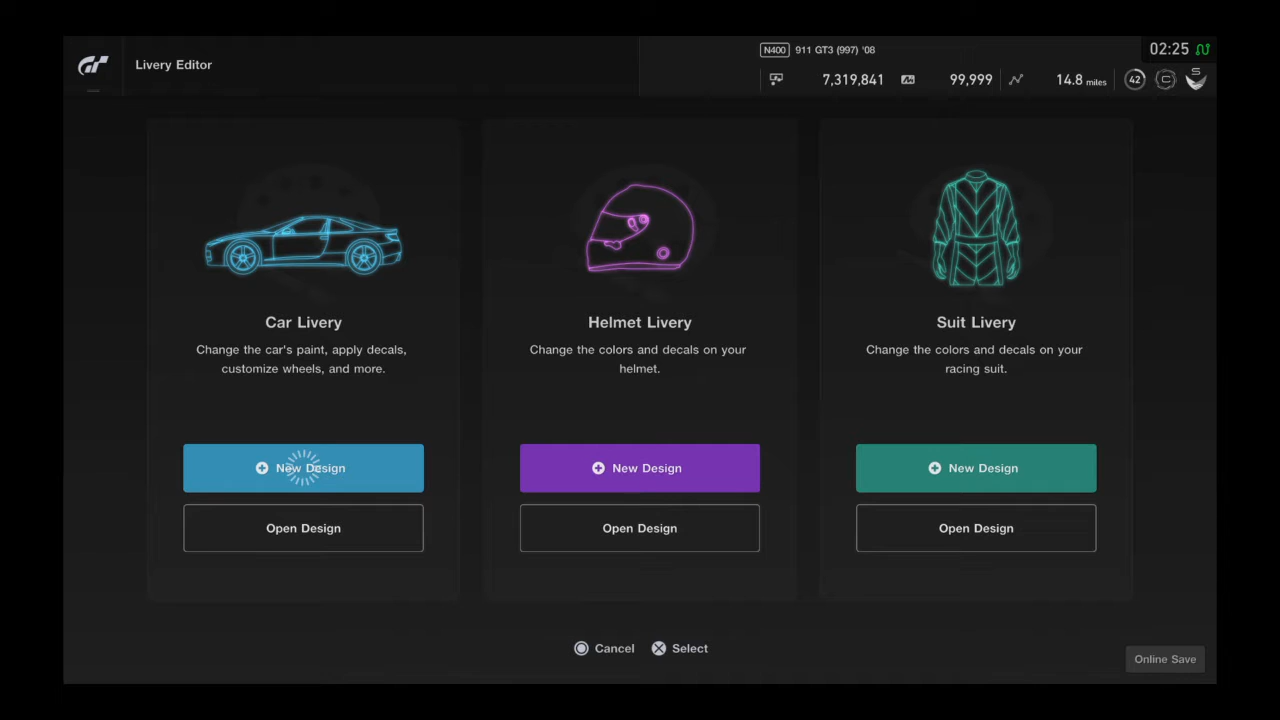 Livery Editor
N400 911 GT3 (997) '08
02:25
7,319,841
99,999
14.8 miles
42
C
S
Car Livery
Change the car's paint, apply decals,
customize wheels, and more.
New Design
Open Design
Helmet Livery
Change the colors and decals on your
helmet.
New Design
Open Design
Suit Livery
Change the colors and decals on your
racing suit.
New Design
Open Design
Cancel
Select
Online Save